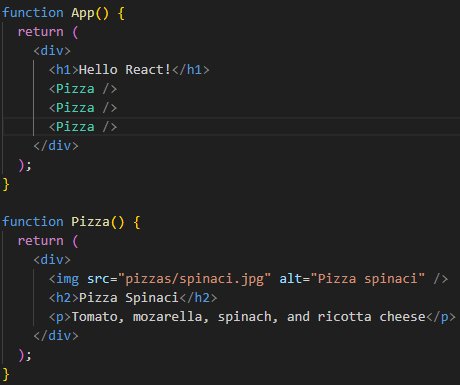 function App() {
return (
<div>
<h1>Hello React!</h1>
<Pizza />
<Pizza />
<Pizza />
</div>
);
}
function Pizza() {
return (
<div>
<img src="pizzas/spinaci.jpg" alt="Pizza spinaci" />
<h2>Pizza Spinaci</h2>
<p>Tomato, mozarella, spinach, and ricotta cheese</p>
</div>
);
}